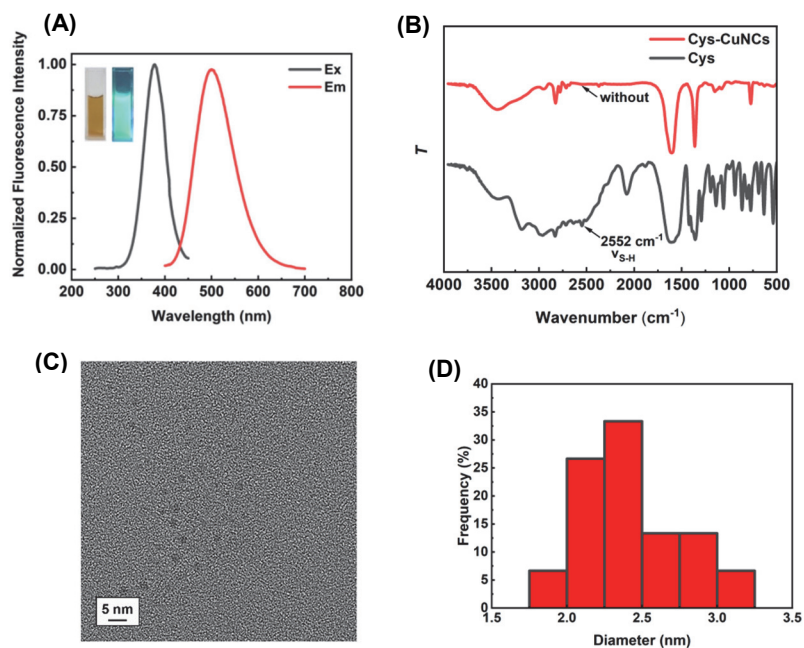 (A)
Normalized Fluorescence Intensity
1.00
0.75
0.50
0.25
0.00
Ex
Em
200 300 400 500 600 700 800
Wavelength (nm)
(B)
Cys-CuNCs
Cys
without
T
2552 cm⁻¹
νS-H
4000 3500 3000 2500 2000 1500 1000 500
Wavenumber (cm⁻¹)
(C)
5 nm
(D)
Frequency (%)
40
35
30
25
20
15
10
5
0
1.5 2.0 2.5 3.0 3.5
Diameter (nm)